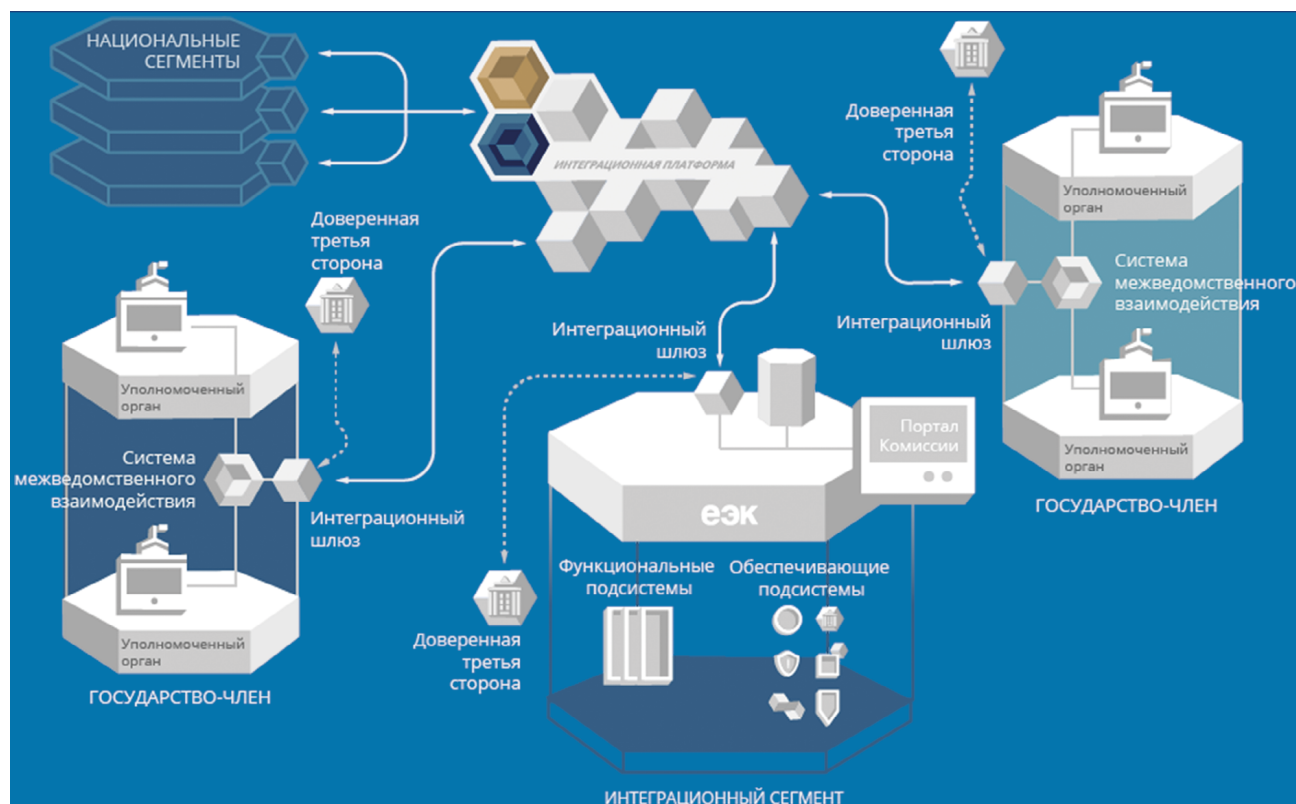 НАЦИОНАЛЬНЫЕ
СЕГМЕНТЫ
ИНТЕГРАЦИОННАЯ ПЛАТФОРМА
Доверенная
третья
сторона
Уполномоченный
орган
Система
межведомственного
взаимодействия
Интеграционный
шлюз
Уполномоченный
орган
ГОСУДАРСТВО-ЧЛЕН
Доверенная
третья
сторона
Уполномоченный
орган
Система
межведомственного
взаимодействия
Интеграционный
шлюз
Уполномоченный
орган
ГОСУДАРСТВО-ЧЛЕН
Интеграционный
шлюз
Портал
Комиссии
еэк
Функциональные
подсистемы
Обеспечивающие
подсистемы
Доверенная
третья
сторона
ИНТЕГРАЦИОННЫЙ СЕГМЕНТ